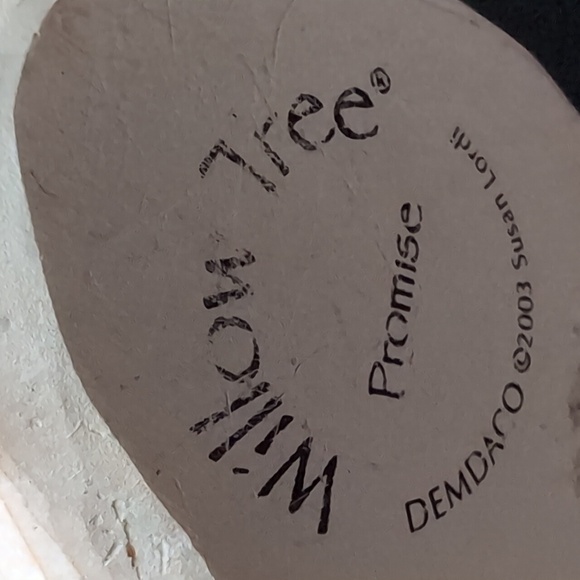 Willow Tree®
Promise
DEMDACO ©2003 Susan Lordi